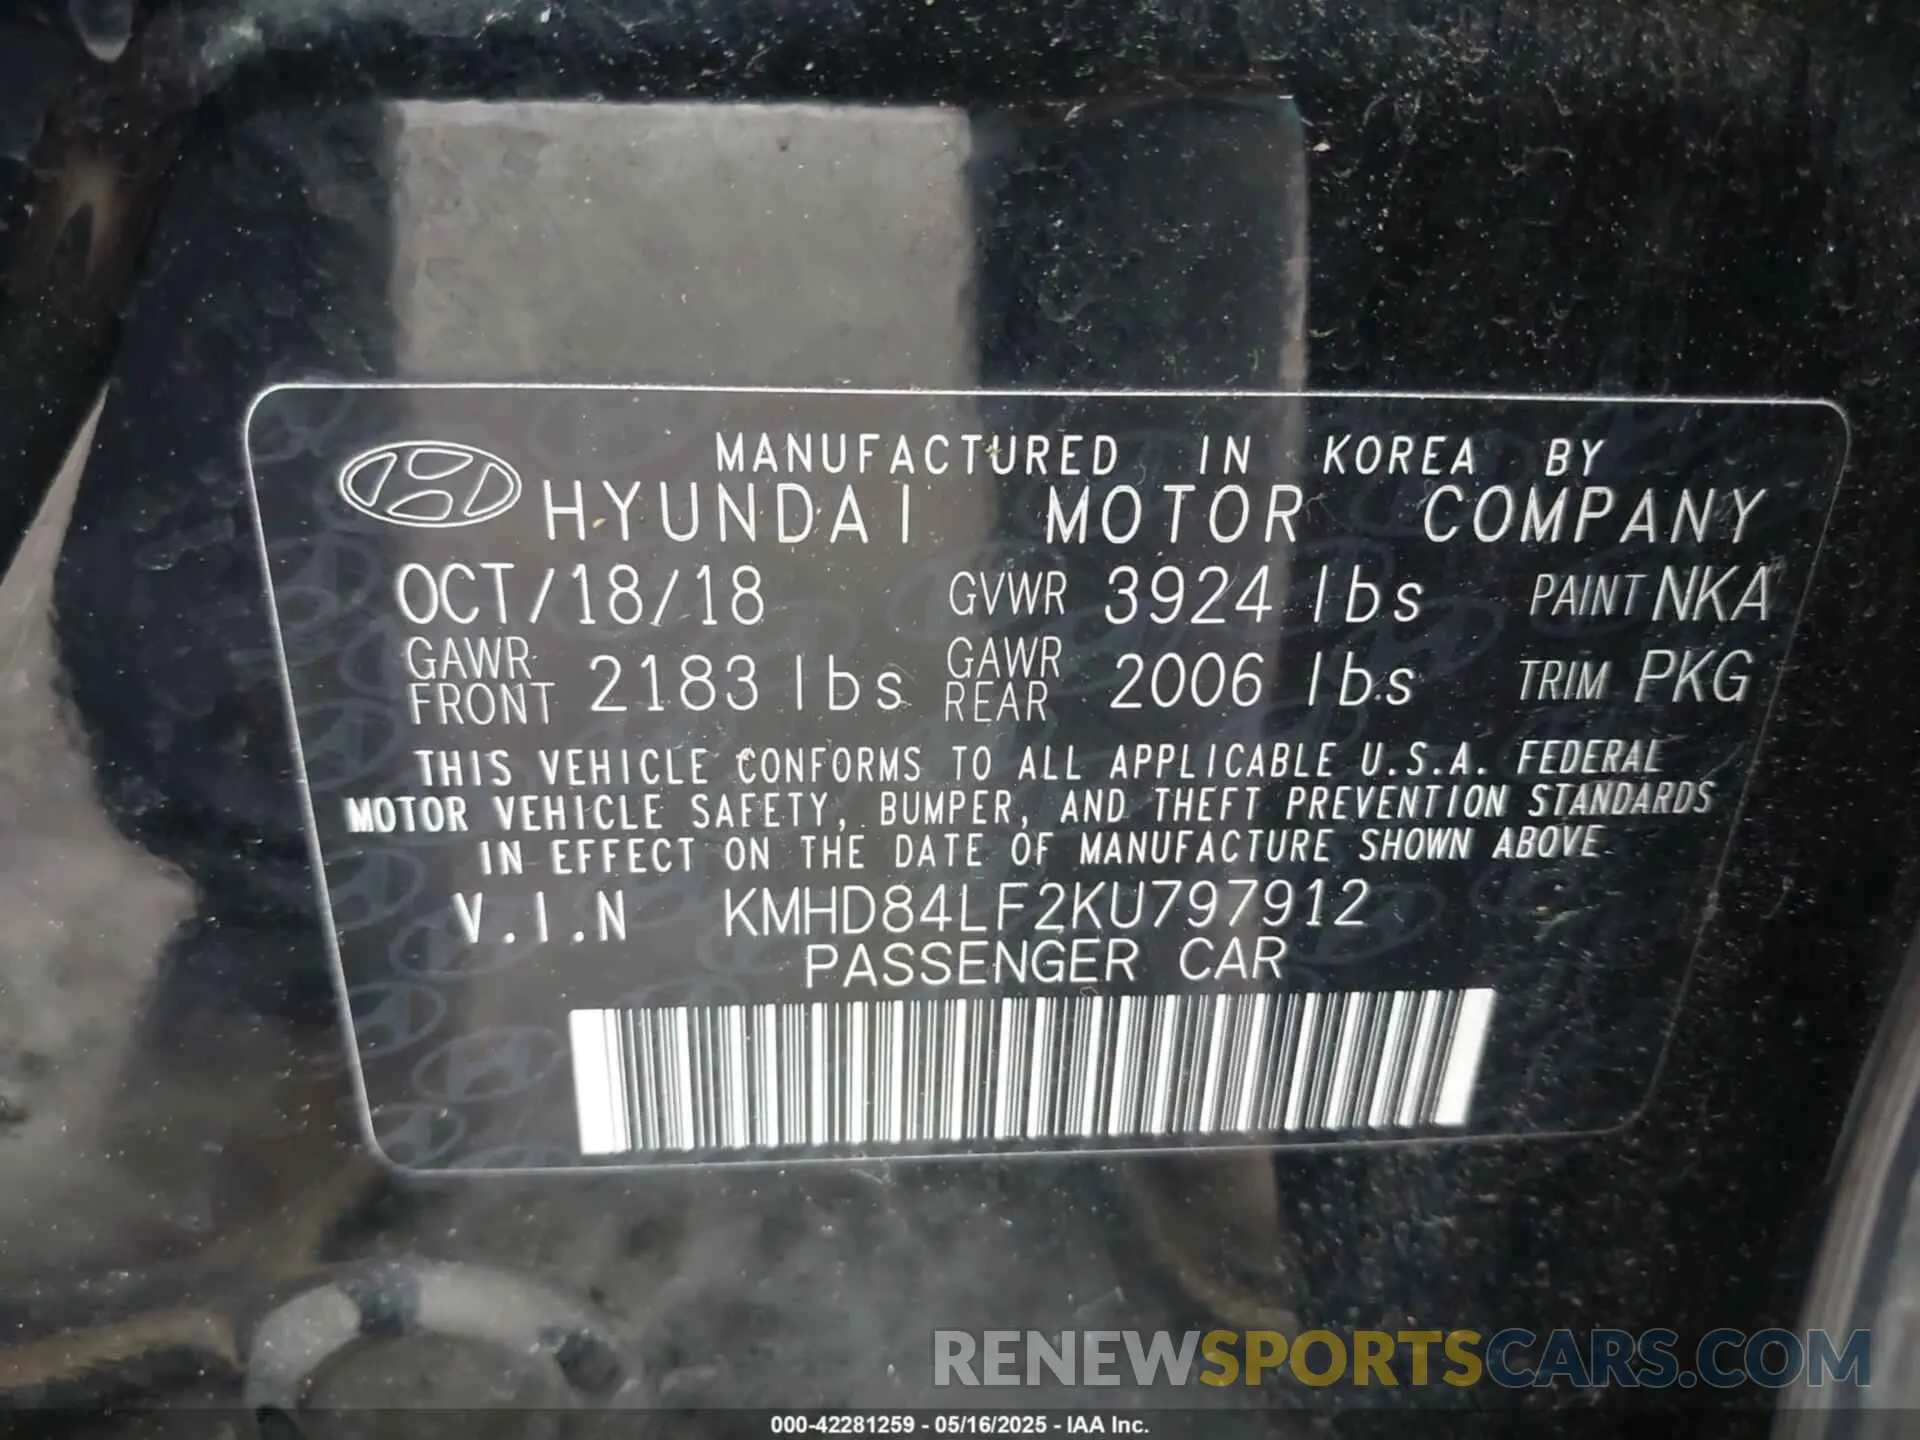 MANUFACTURED IN KOREA BY
HYUNDAI MOTOR COMPANY
OCT/18/18 GVWR 3924 lbs PAINT NKA
GAWR FRONT 2183 lbs GAWR REAR 2006 lbs TRIM PKG
THIS VEHICLE CONFORMS TO ALL APPLICABLE U.S.A. FEDERAL
MOTOR VEHICLE SAFETY, BUMPER, AND THEFT PREVENTION STANDARDS
IN EFFECT ON THE DATE OF MANUFACTURE SHOWN ABOVE
V.I.N KMHD84LF2KU797912
PASSENGER CAR
RENEWSPORTSCARS.COM
000-42281259 - 05/16/2025 - IAA Inc.